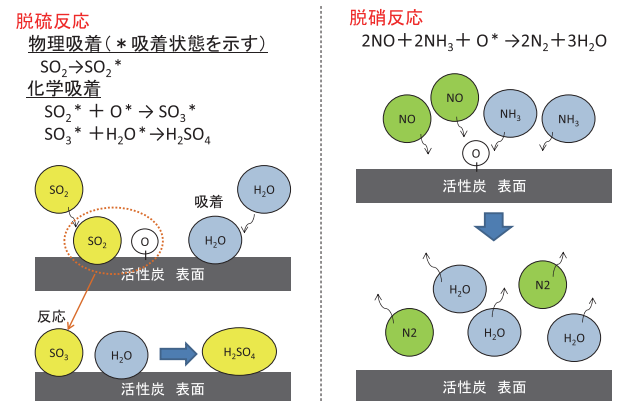 脱硫反応
物理吸着(*吸着状態を示す)
SO₂→SO₂*
化学吸着
SO₂* + O* → SO₃*
SO₃* +H₂O*→H₂SO₄
SO₂
H₂O
吸着
SO₂
O
H₂O
活性炭 表面
反応
SO₃
H₂O
H₂SO₄
活性炭 表面
脱硝反応
2NO+2NH₃+ O*→2N₂+3H₂O
NO
NO
NH₃
NH₃
O
活性炭 表面
H₂O
N2
N2
H₂O
H₂O
活性炭 表面